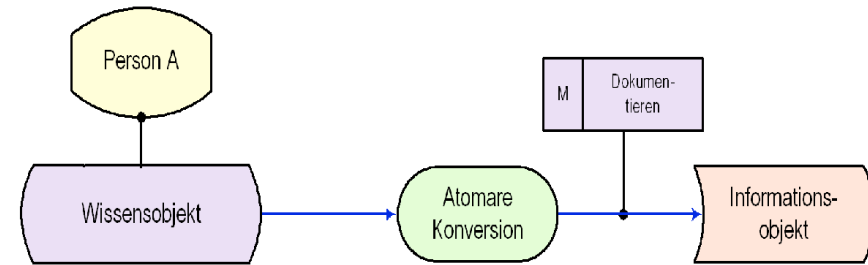 Person A
M
Dokumen-
tieren
Wissensobjekt
Atomare
Konversion
Informations-
objekt